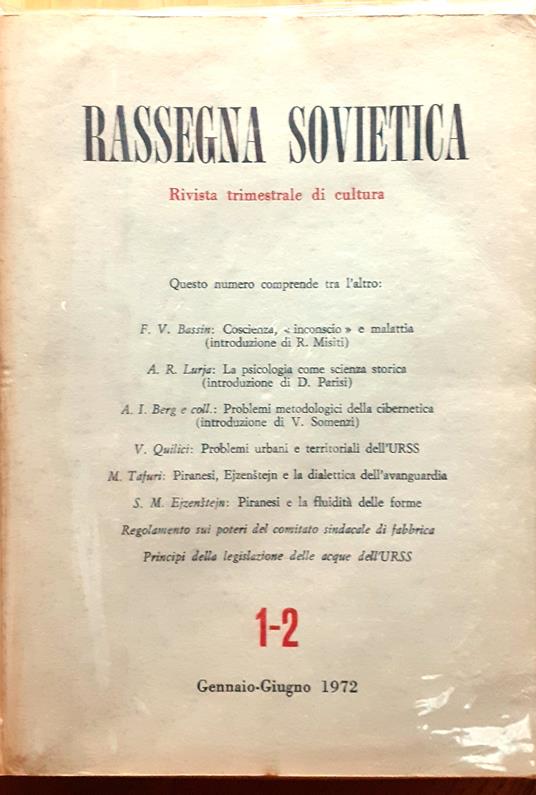 RASSEGNA SOVIETICA
Rivista trimestrale di cultura
Questo numero comprende tra l'altro:
F. V. Bassin: Coscienza, « inconscio » e malattia
(introduzione di R. Misiti)
A. R. Lurja: La psicologia come scienza storica
(introduzione di D. Parisi)
A. I. Berg e coll.: Problemi metodologici della cibernetica
(introduzione di V. Somenzi)
V. Quilici: Problemi urbani e territoriali dell'URSS
M. Tafuri: Piranesi, Ejzenštejn e la dialettica dell'avanguardia
S. M. Ejzenštejn: Piranesi e la fluidità delle forme
Regolamento sui poteri del comitato sindacale di fabbrica
Principi della legislazione delle acque dell'URSS
1-2
Gennaio-Giugno 1972